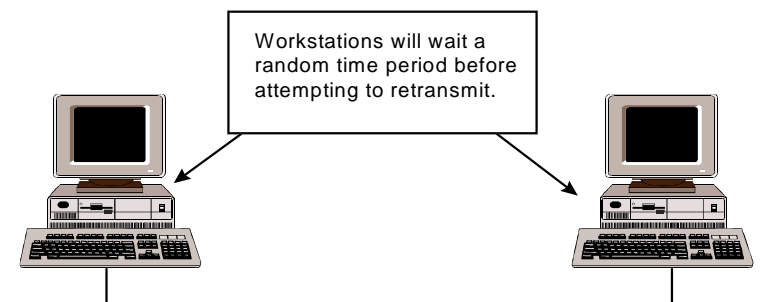 Workstations will wait a
random time period before
attempting to retransmit.